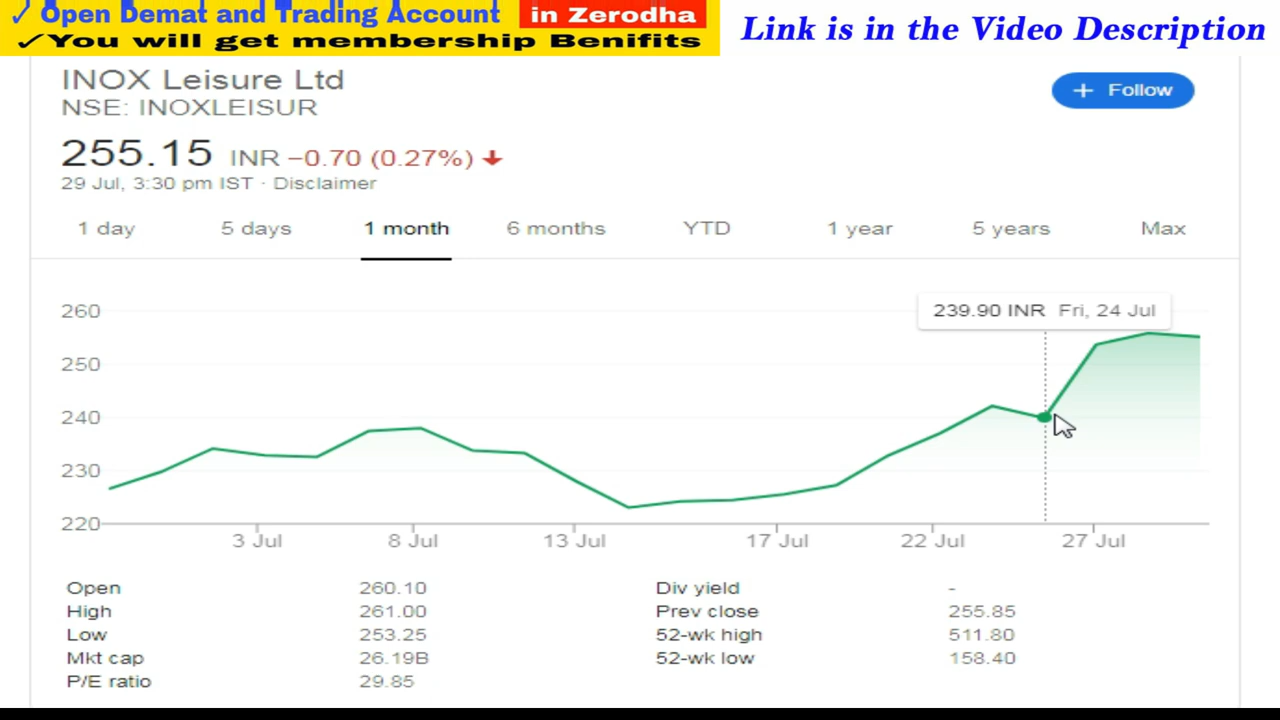 ✓ Open Demat and Trading Account in Zerodha
✓You will get membership Benifits
Link is in the Video Description
INOX Leisure Ltd
NSE: INOXLEISUR
+ Follow
255.15 INR −0.70 (0.27%) ↓
29 Jul, 3:30 pm IST · Disclaimer
1 day 5 days 1 month 6 months YTD 1 year 5 years Max
239.90 INR Fri, 24 Jul
260
250
240
230
220
3 Jul 8 Jul 13 Jul 17 Jul 22 Jul 27 Jul
Open 260.10 Div yield -
High 261.00 Prev close 255.85
Low 253.25 52-wk high 511.80
Mkt cap 26.19B 52-wk low 158.40
P/E ratio 29.85